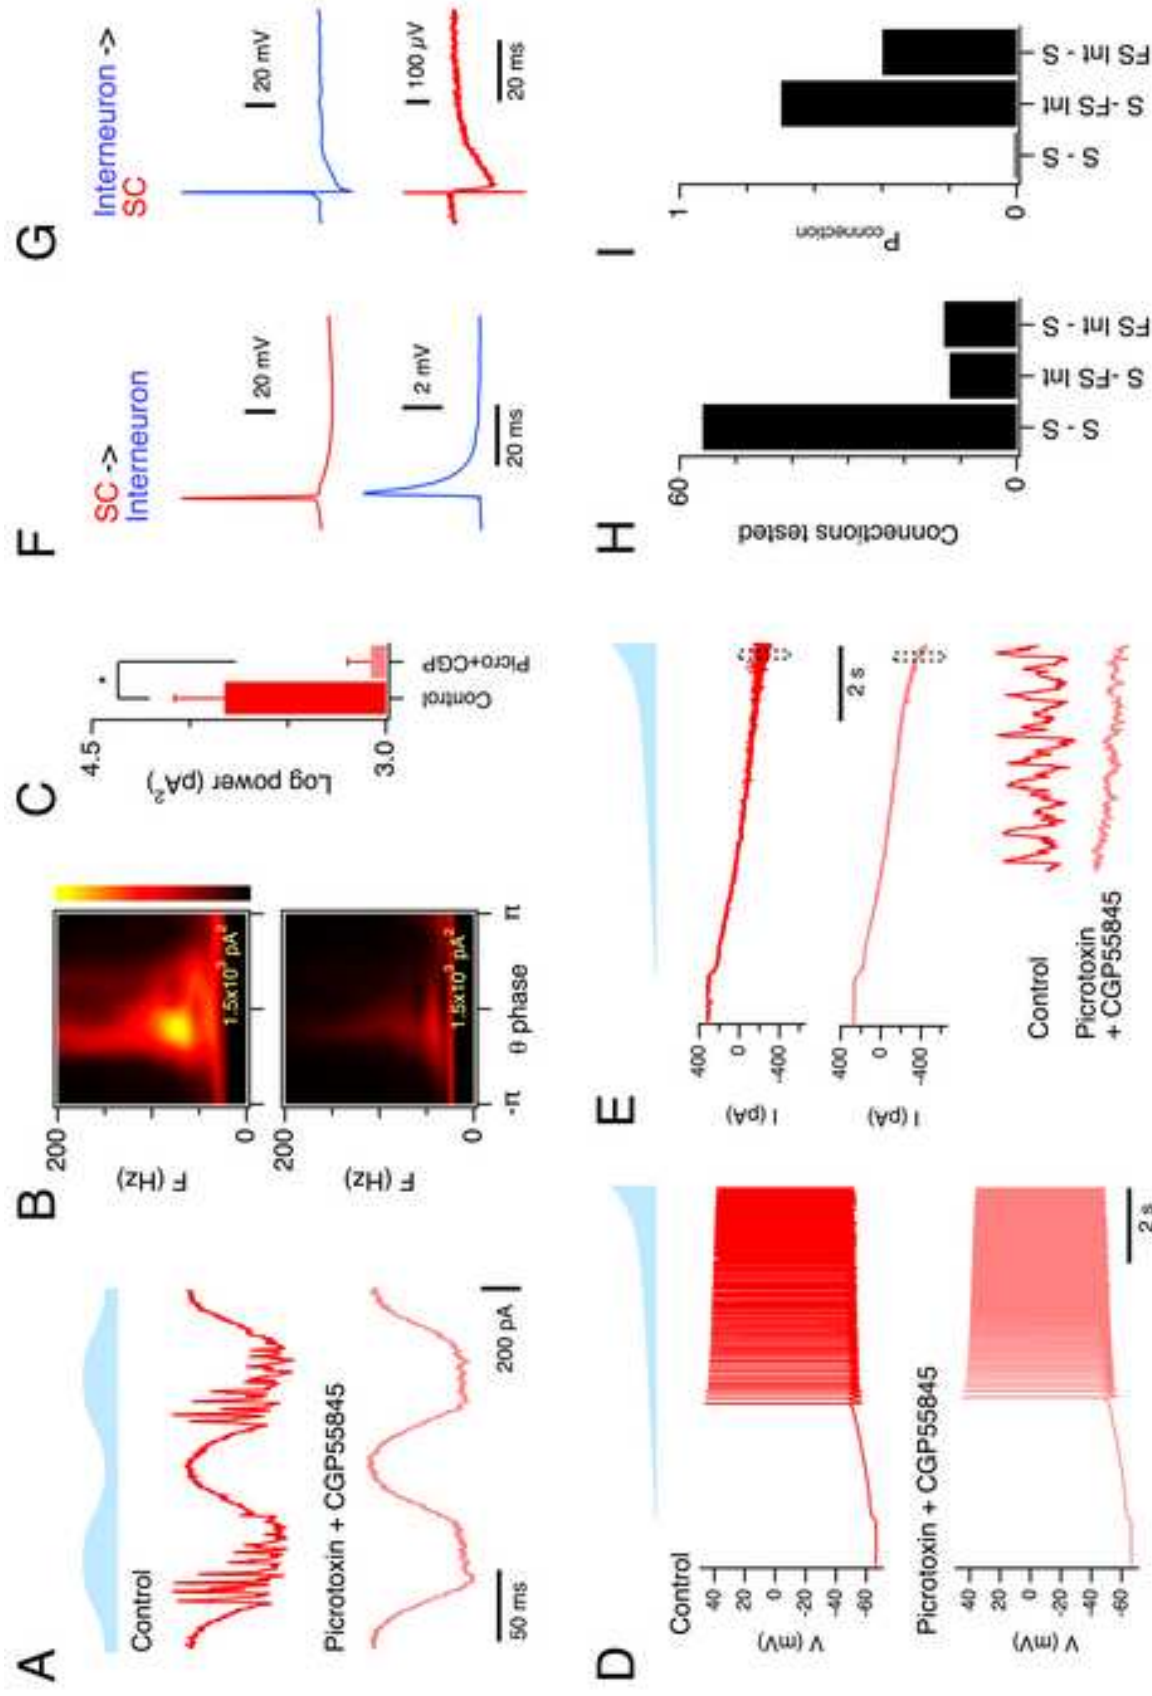 A
Control
Picrotoxin + CGP55845
50 ms
200 pA
B
F (Hz)
200
0
1.5x10³ pA²
F (Hz)
200
0
1.5x10³ pA²
-π
θ phase
π
C
Log power (pA²)
4.5
3.0
*
Control
Picro+CGP
D
Control
V (mV)
40
20
0
-20
-40
-60
Picrotoxin + CGP55845
V (mV)
40
20
0
-20
-40
-60
2 s
E
I (pA)
400
0
-400
I (pA)
400
0
-400
2 s
Control
Picrotoxin
+ CGP55845
F
SC ->
Interneuron
20 mV
2 mV
20 ms
G
Interneuron ->
SC
20 mV
100 µV
20 ms
H
Connections tested
60
0
S - S
S - FS Int
FS Int - S
I
Pconnection
1
0
S - S
S - FS Int
FS Int - S